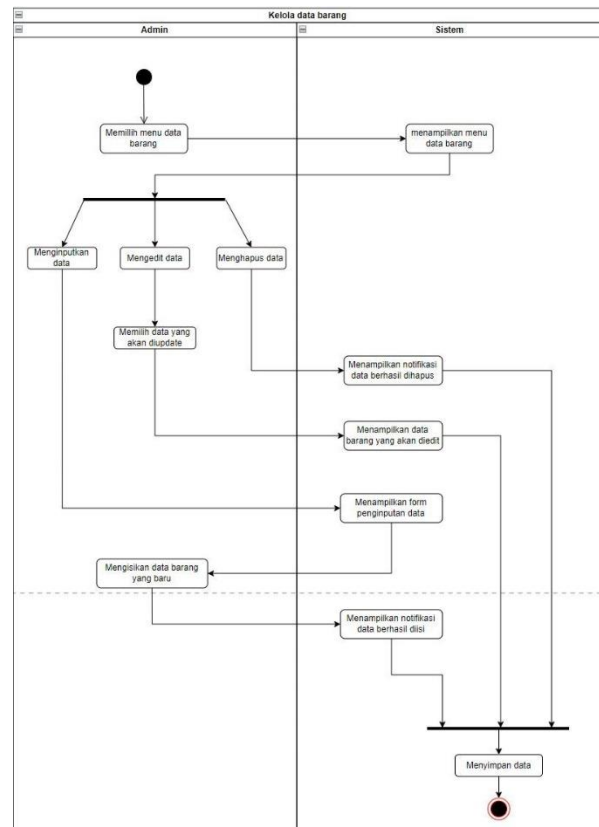 Kelola data barang
Admin
Sistem
Memillih menu data
barang
menampilkan menu
data barang
Menginputkan
data
Mengedit data
Menghapus data
Memilih data yang
akan diupdate
Menampilkan notifikasi
data berhasil dihapus
Menampilkan data
barang yang akan diedit
Menampilkan form
penginputan data
Mengisikan data barang
yang baru
Menampilkan notifikasi
data berhasil diisi
Menyimpan data